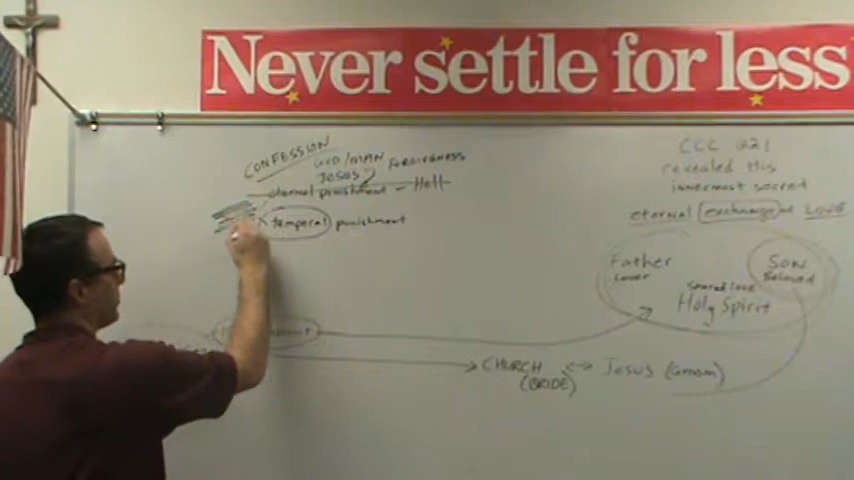 Never settle for less
CONFESSION
GOD/MAN
JESUS? FORGIVENESS
eternal punishment - Hell
temporal punishment
CCC 221
revealed this
innermost secret
eternal exchange of LOVE
Father
Lover
Son
Beloved
Shared love
Holy Spirit
CHURCH <-> Jesus (Groom)
(BRIDE)